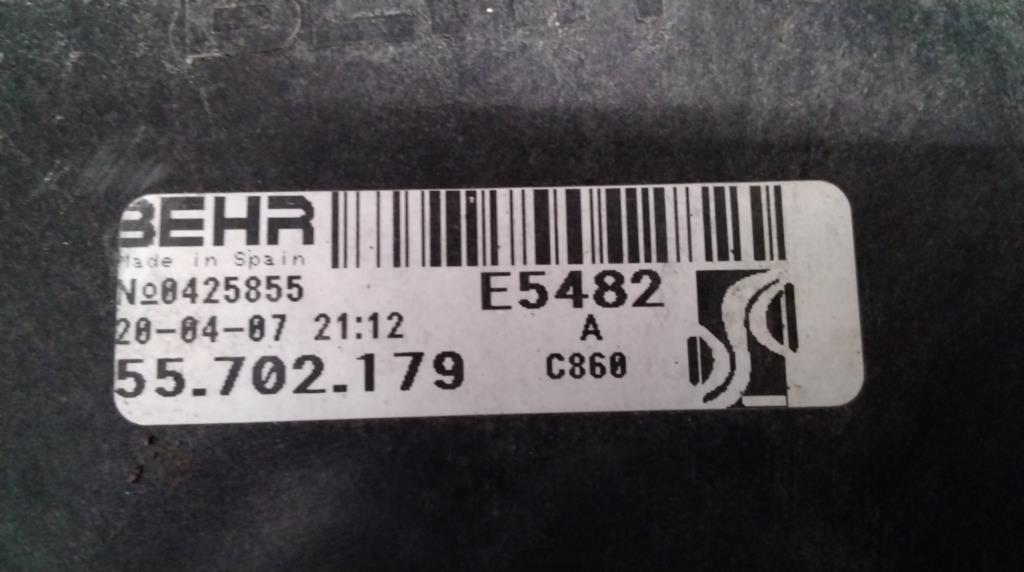 BEHR
Made in Spain
Nº0425855
20-04-07 21:12
55.702.179
E5482
A
C860